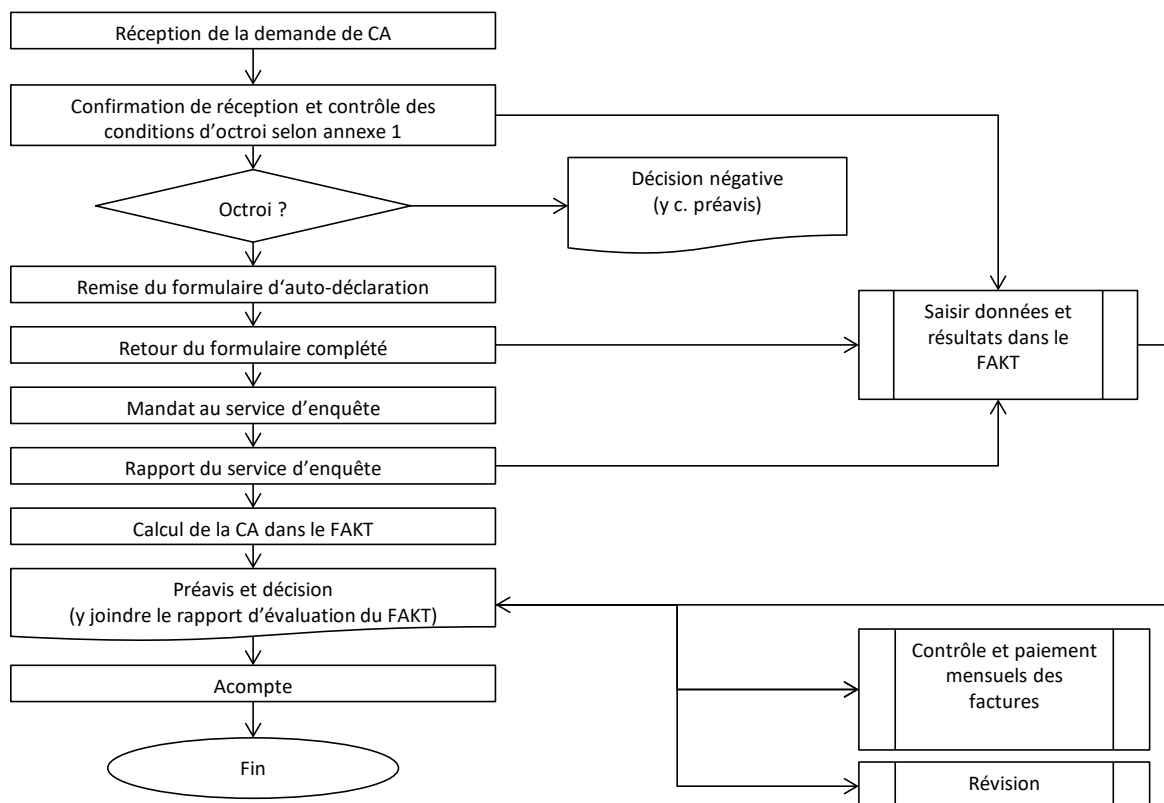 Réception de la demande de CA
Confirmation de réception et contrôle des
conditions d'octroi selon annexe 1
Octroi ?
Décision négative
(y c. préavis)
Remise du formulaire d'auto-déclaration
Retour du formulaire complété
Saisir données et
résultats dans le
FAKT
Mandat au service d'enquête
Rapport du service d'enquête
Calcul de la CA dans le FAKT
Préavis et décision
(y joindre le rapport d'évaluation du FAKT)
Acompte
Fin
Contrôle et paiement
mensuels des
factures
Révision